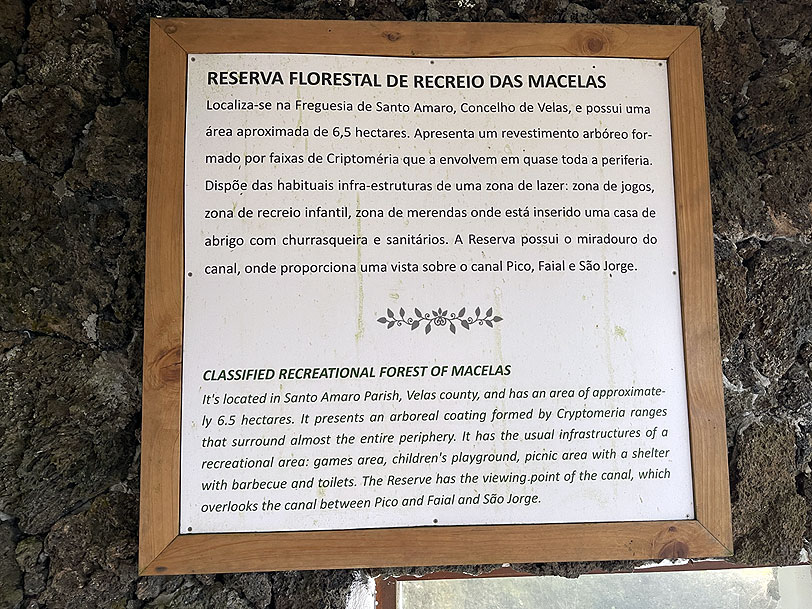 RESERVA FLORESTAL DE RECREIO DAS MACELAS
Localiza-se na Freguesia de Santo Amaro, Concelho de Velas, e possui uma
área aproximada de 6,5 hectares. Apresenta um revestimento arbóreo for-
mado por faixas de Criptoméria que a envolvem em quase toda a periferia.
Dispõe das habituais infra-estruturas de uma zona de lazer: zona de jogos,
zona de recreio infantil, zona de merendas onde está inserido uma casa de
abrigo com churrasqueira e sanitários. A Reserva possui o miradouro do
canal, onde proporciona uma vista sobre o canal Pico, Faial e São Jorge.
CLASSIFIED RECREATIONAL FOREST OF MACELAS
It's located in Santo Amaro Parish, Velas county, and has an area of approximate-
ly 6.5 hectares. It presents an arboreal coating formed by Cryptomeria ranges
that surround almost the entire periphery. It has the usual infrastructures of a
recreational area: games area, children's playground, picnic area with a shelter
with barbecue and toilets. The Reserve has the viewing point of the canal, which
overlooks the canal between Pico and Faial and São Jorge.